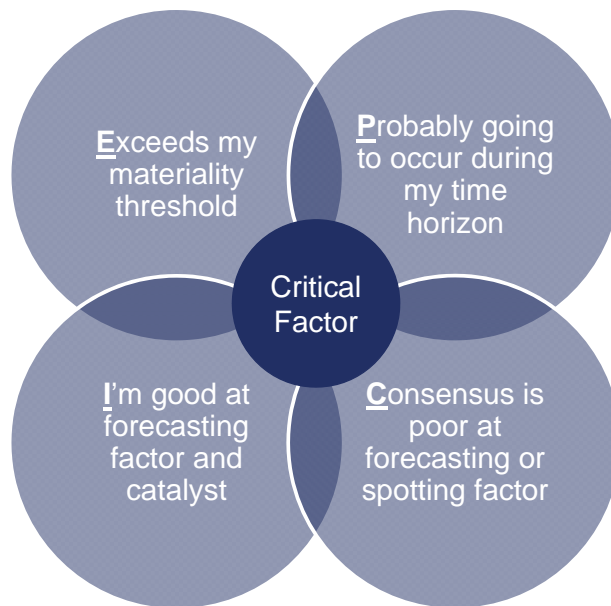 Exceeds my
materiality
threshold
Probably going
to occur during
my time
horizon
Critical
Factor
I'm good at
forecasting
factor and
catalyst
Consensus is
poor at
forecasting or
spotting factor